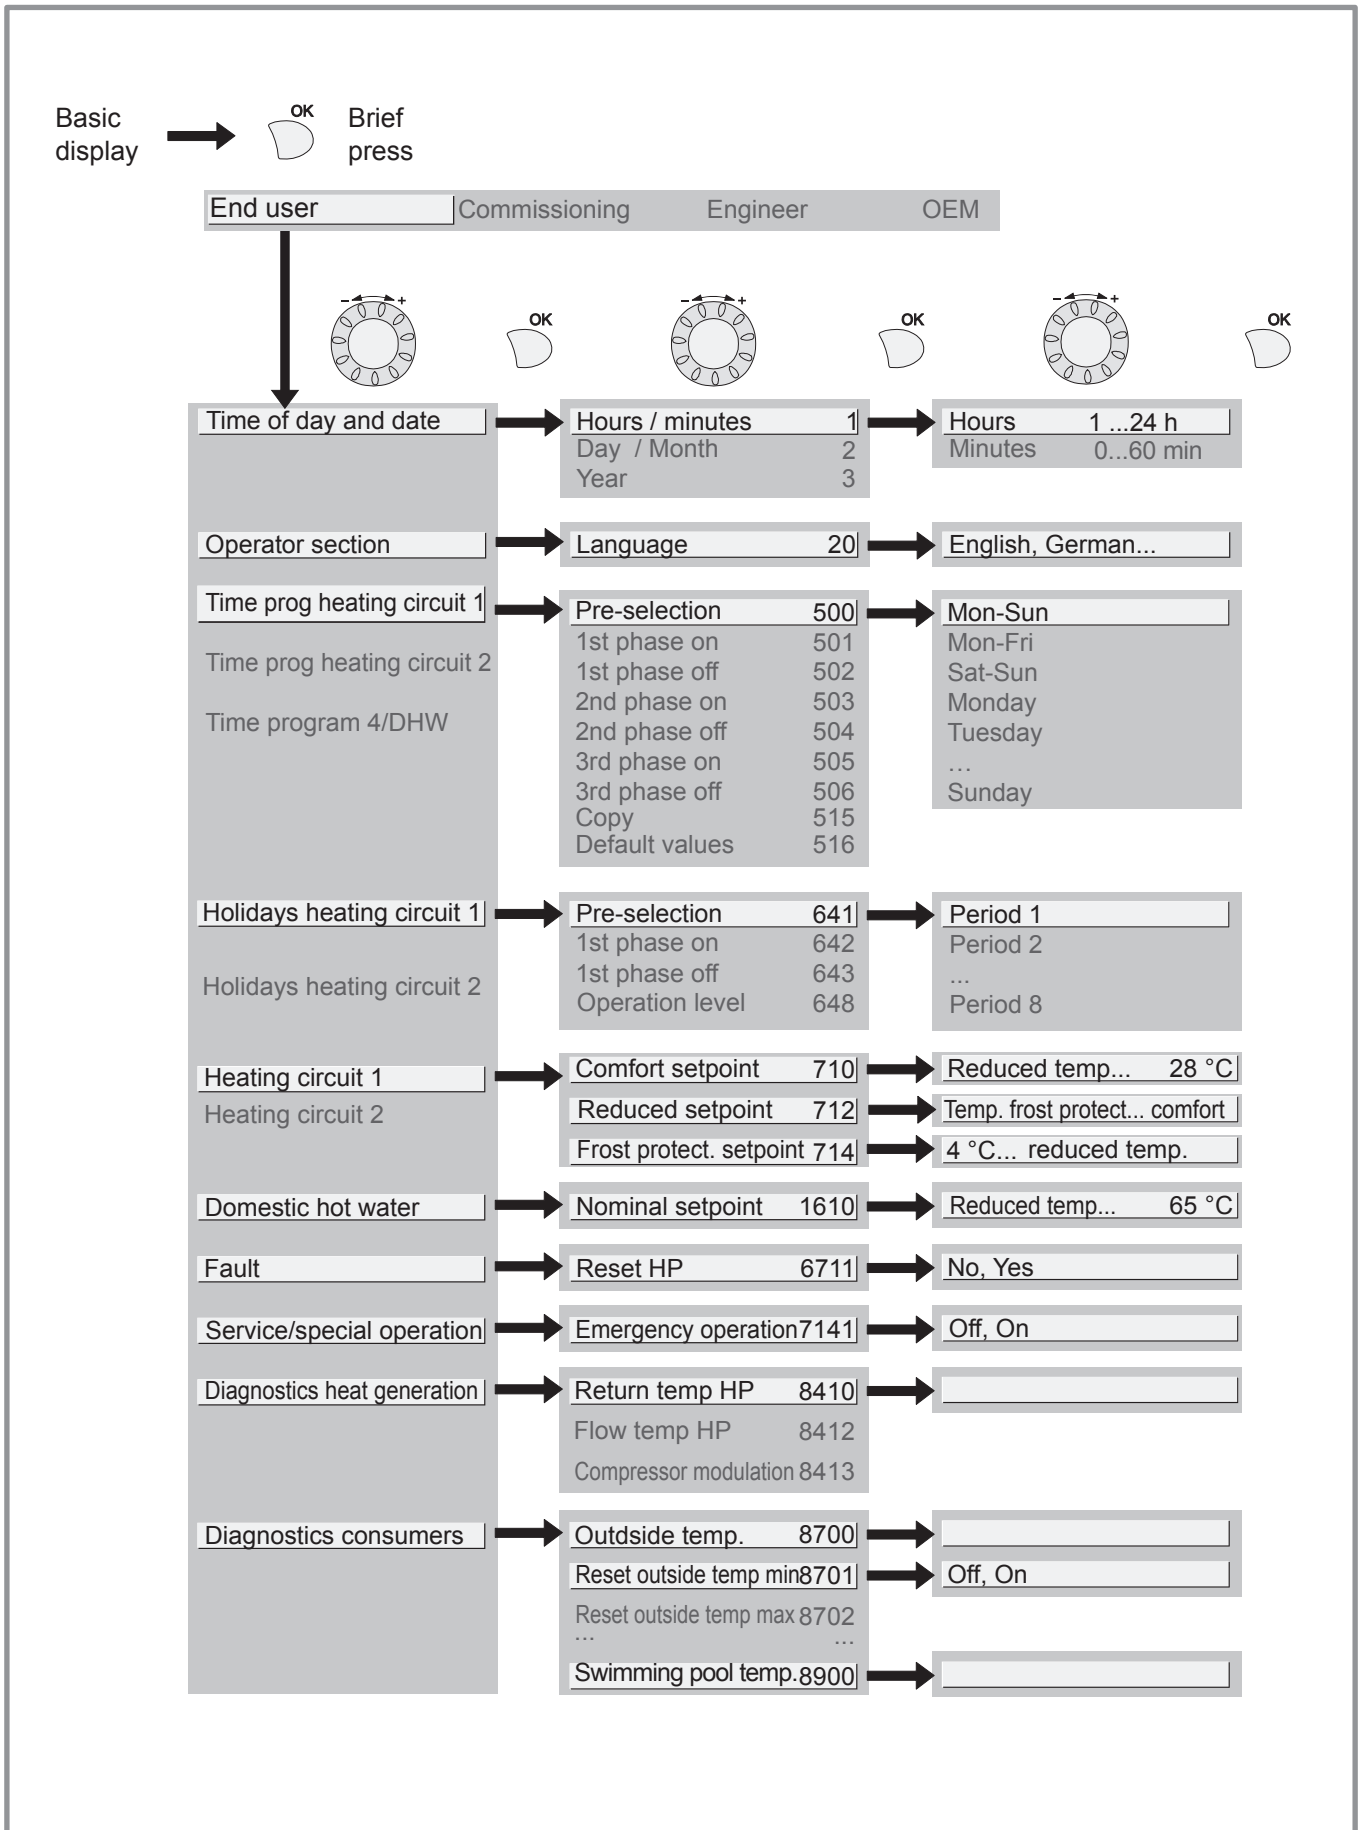 Basic display
OK
Brief press
End user Commissioning Engineer OEM
- +
OK
- +
OK
- +
OK
Time of day and date
Hours / minutes 1
Hours 1 ...24 h
Day / Month 2
Minutes 0...60 min
Year 3
Operator section
Language 20
English, German...
Time prog heating circuit 1
Pre-selection 500
Mon-Sun
1st phase on 501
Mon-Fri
Time prog heating circuit 2
1st phase off 502
Sat-Sun
2nd phase on 503
Monday
Time program 4/DHW
2nd phase off 504
Tuesday
3rd phase on 505
...
3rd phase off 506
Sunday
Copy 515
Default values 516
Holidays heating circuit 1
Pre-selection 641
Period 1
1st phase on 642
Period 2
Holidays heating circuit 2
1st phase off 643
...
Operation level 648
Period 8
Heating circuit 1
Comfort setpoint 710
Reduced temp... 28 °C
Heating circuit 2
Reduced setpoint 712
Temp. frost protect... comfort
Frost protect. setpoint 714
4 °C... reduced temp.
Domestic hot water
Nominal setpoint 1610
Reduced temp... 65 °C
Fault
Reset HP 6711
No, Yes
Service/special operation
Emergency operation 7141
Off, On
Diagnostics heat generation
Return temp HP 8410
Flow temp HP 8412
Compressor modulation 8413
Diagnostics consumers
Outdside temp. 8700
Reset outside temp min 8701
Off, On
Reset outside temp max 8702
... ...
Swimming pool temp. 8900